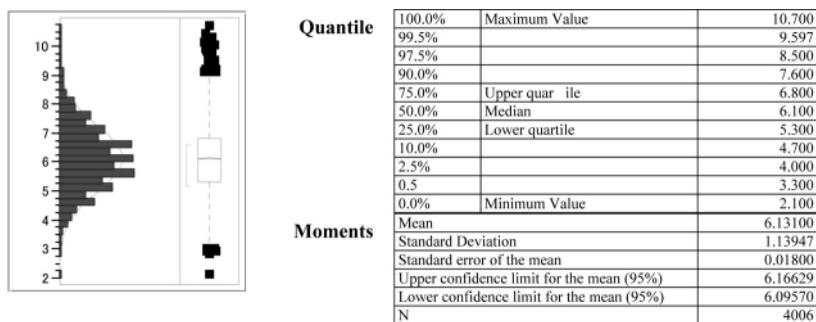 10
9
8
7
6
5
4
3
2
Quantile
100.0% Maximum Value 10.700
99.5% 9.597
97.5% 8.500
90.0% 7.600
75.0% Upper quar ile 6.800
50.0% Median 6.100
25.0% Lower quartile 5.300
10.0% 4.700
2.5% 4.000
0.5 3.300
0.0% Minimum Value 2.100
Moments
Mean 6.13100
Standard Deviation 1.13947
Standard error of the mean 0.01800
Upper confidence limit for the mean (95%) 6.16629
Lower confidence limit for the mean (95%) 6.09570
N 4006